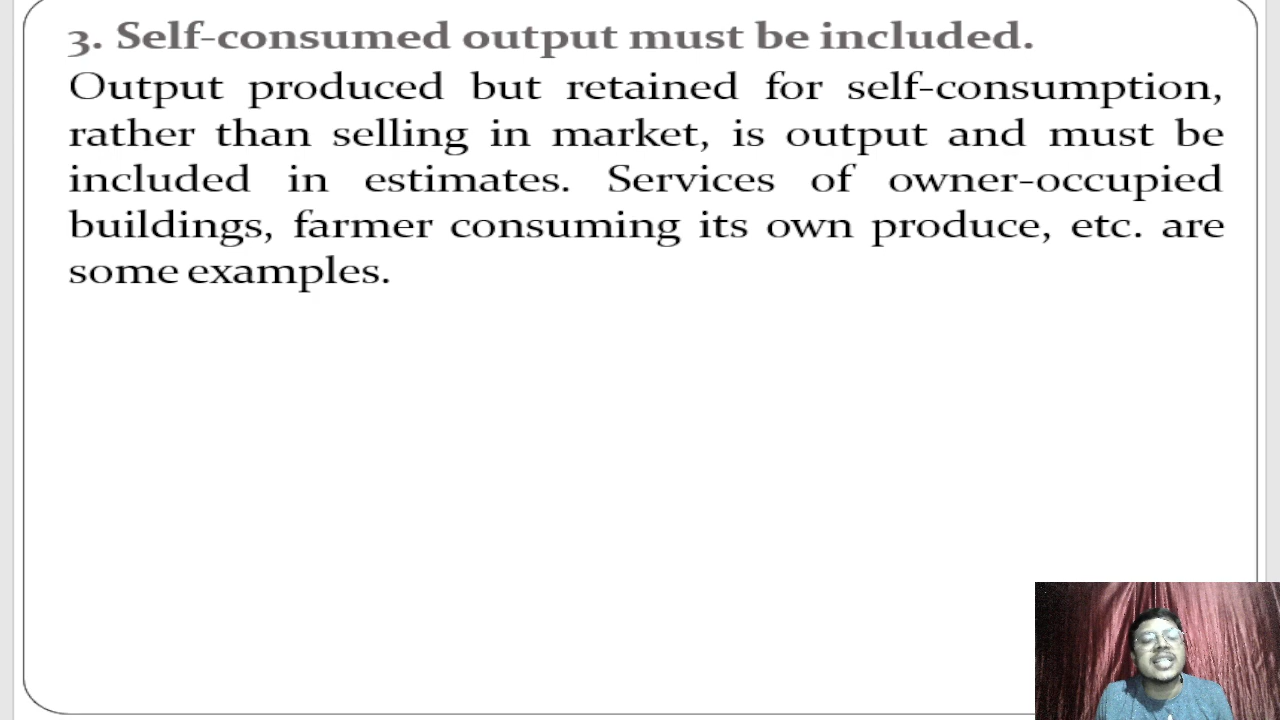 3. Self-consumed output must be included.
Output produced but retained for self-consumption,
rather than selling in market, is output and must be
included in estimates. Services of owner-occupied
buildings, farmer consuming its own produce, etc. are
some examples.